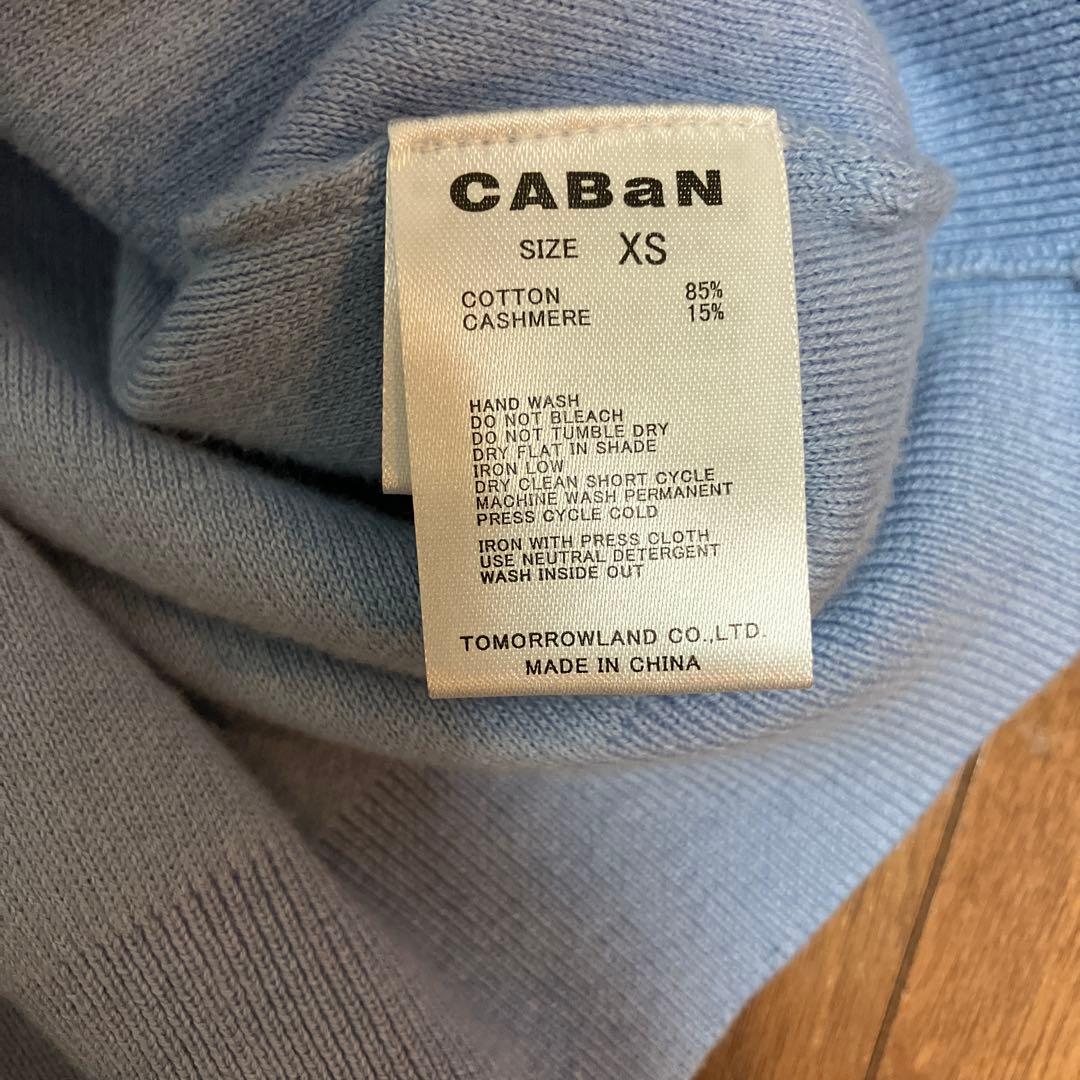 CABaN
SIZE XS
COTTON 85%
CASHMERE 15%
HAND WASH
DO NOT BLEACH
DO NOT TUMBLE DRY
DRY FLAT IN SHADE
IRON LOW
DRY CLEAN SHORT CYCLE
MACHINE WASH PERMANENT
PRESS CYCLE COLD
IRON WITH PRESS CLOTH
USE NEUTRAL DETERGENT
WASH INSIDE OUT
TOMORROWLAND CO.,LTD.
MADE IN CHINA